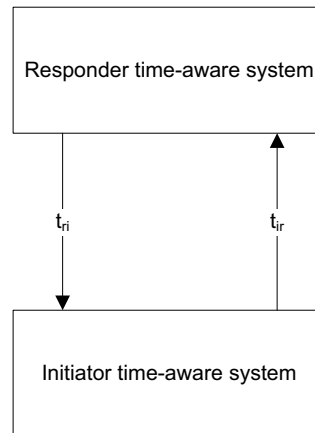 Responder time-aware system
tri
tir
Initiator time-aware system